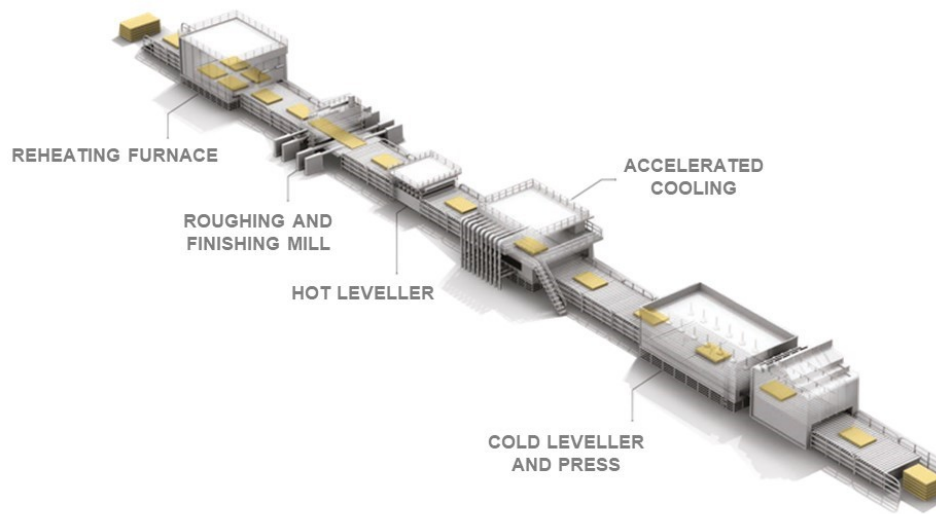 REHEATING FURNACE
ROUGHING AND
FINISHING MILL
HOT LEVELLER
ACCELERATED
COOLING
COLD LEVELLER
AND PRESS